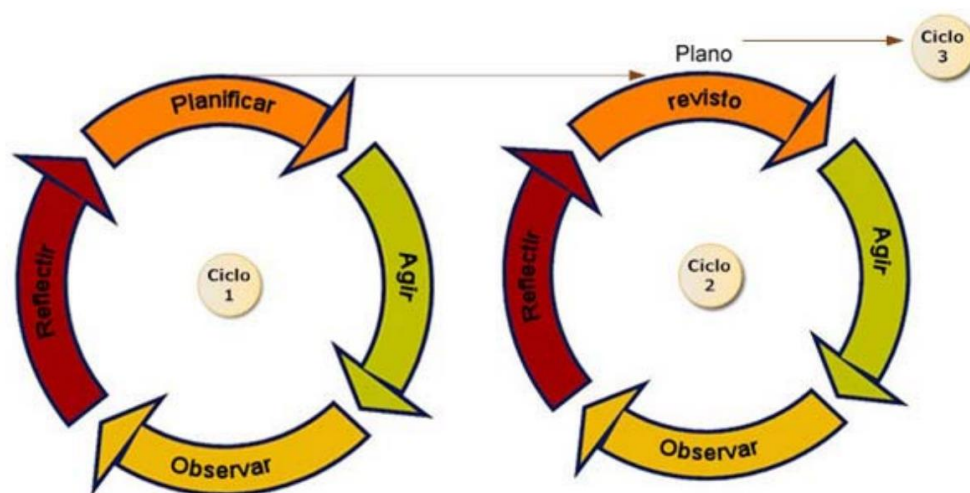 Planificar
Agir
Observar
Reflectir
Ciclo
1
Plano
revisto
Agir
Observar
Reflectir
Ciclo
2
Ciclo
3